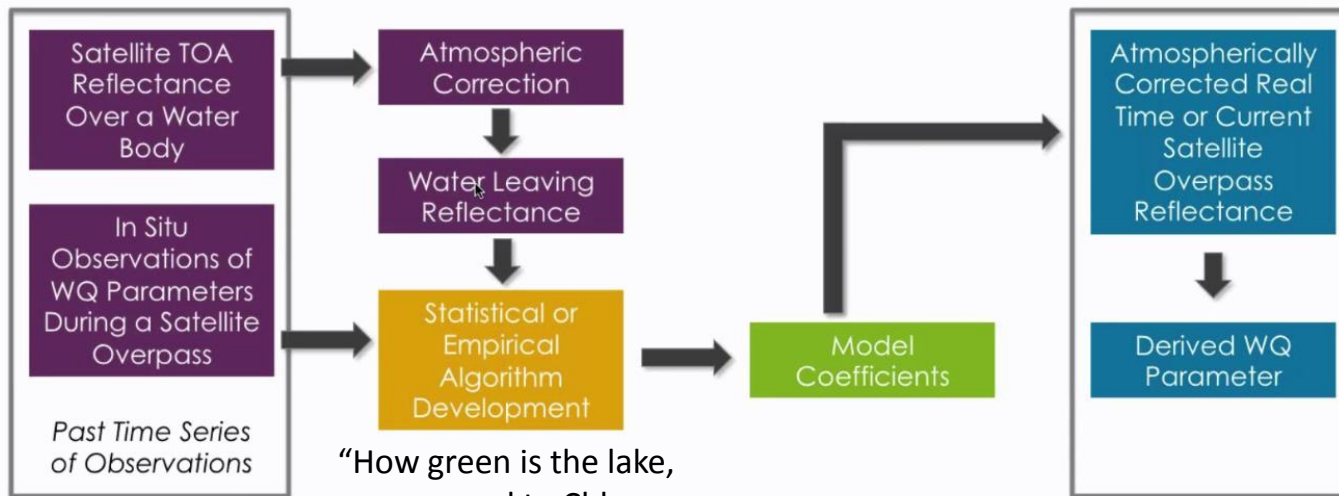 Satellite TOA
Reflectance
Over a Water
Body
Atmospheric
Correction
Water Leaving
Reflectance
In Situ
Observations of
WQ Parameters
During a Satellite
Overpass
Statistical or
Empirical
Algorithm
Development
Model
Coefficients
Atmospherically
Corrected Real
Time or Current
Satellite
Overpass
Reflectance
Derived WQ
Parameter
Past Time Series
of Observations
“How green is the lake,